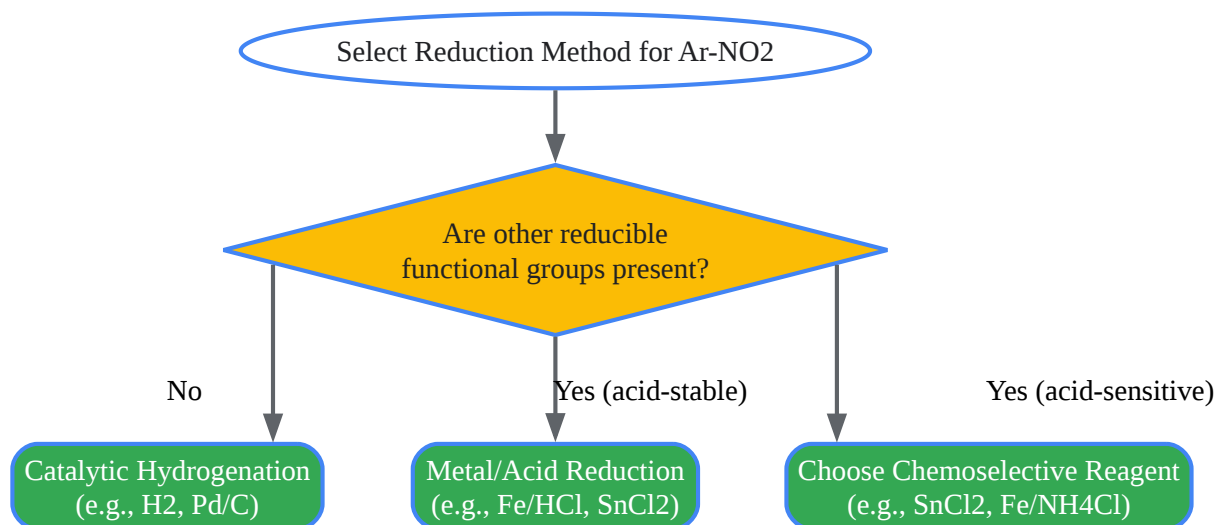 Select Reduction Method for Ar-NO2
Are other reducible
functional groups present?
No
Yes (acid-stable)
Yes (acid-sensitive)
Catalytic Hydrogenation
(e.g., H2, Pd/C)
Metal/Acid Reduction
(e.g., Fe/HCl, SnCl2)
Choose Chemoselective Reagent
(e.g., SnCl2, Fe/NH4Cl)